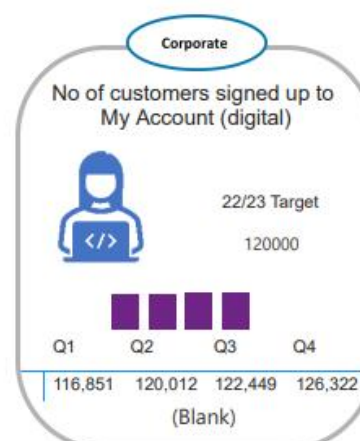 Corporate
No of customers signed up to
My Account (digital)
</>
22/23 Target
120000
Q1 Q2 Q3 Q4
116,851 120,012 122,449 126,322
(Blank)